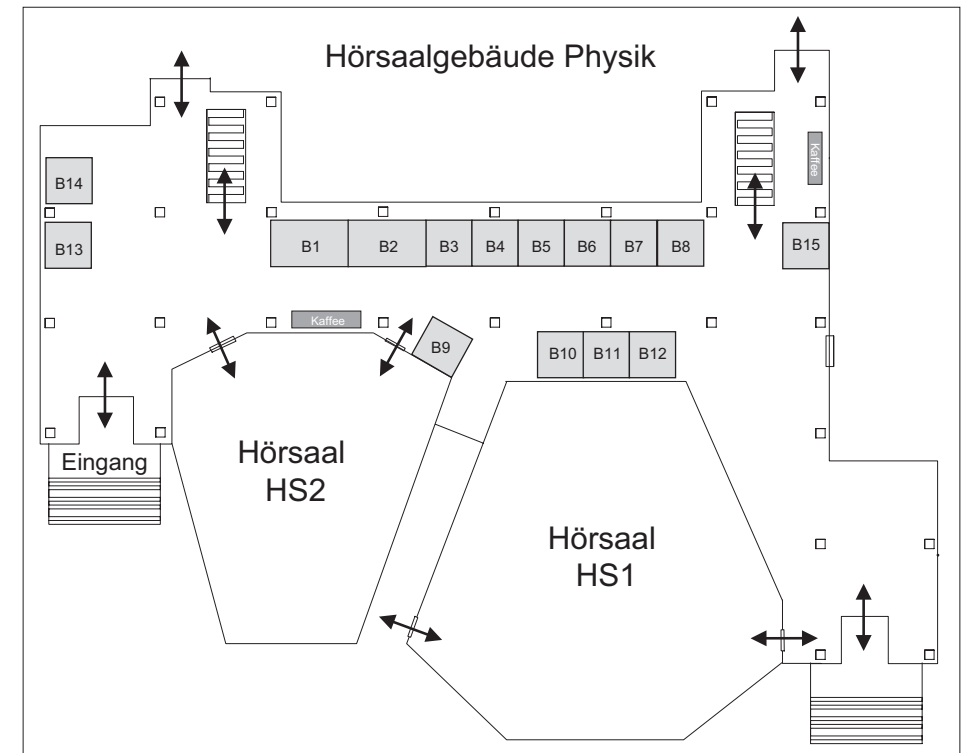 Hörsaalgebäude Physik
Kaffee
B14
B13
B1 B2 B3 B4 B5 B6 B7 B8
B15
Kaffee
B9
B10 B11 B12
Eingang
Hörsaal
HS2
Hörsaal
HS1